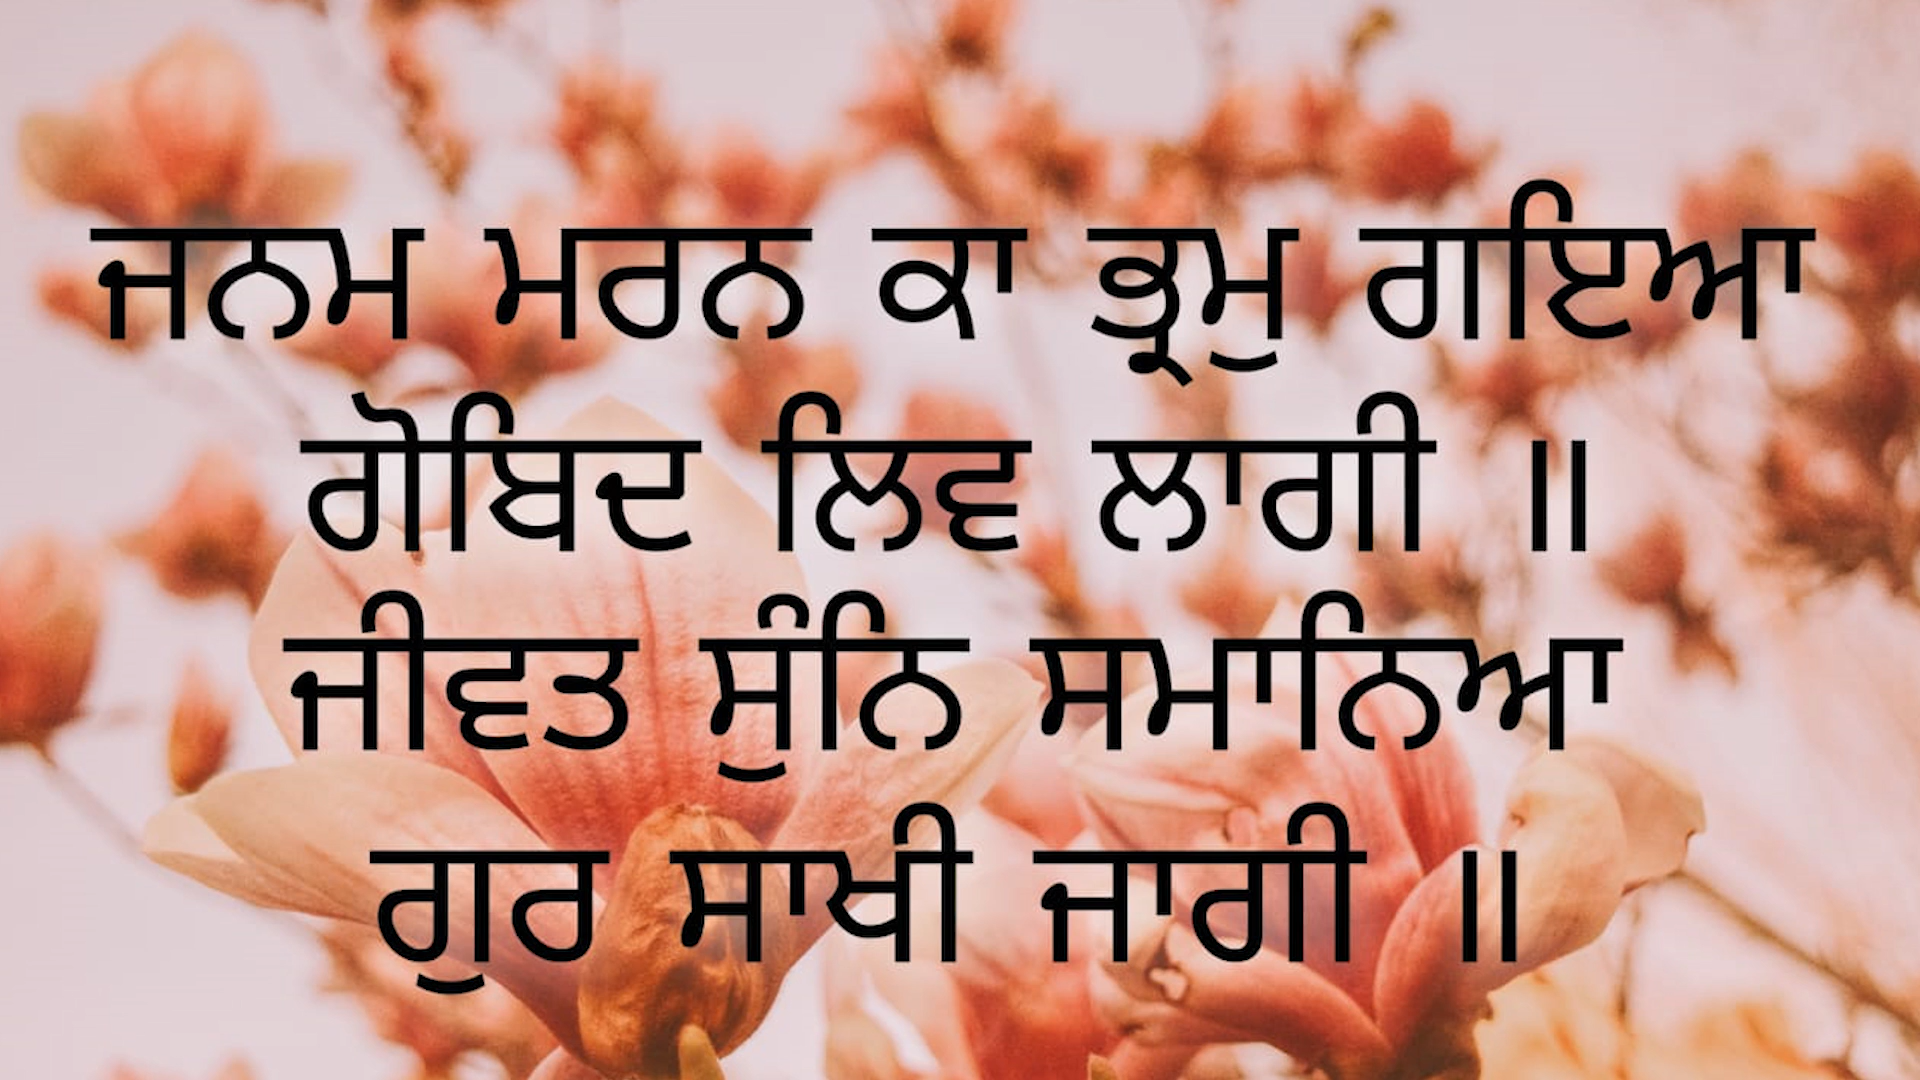 ਜਨਮ ਮਰਨ ਕਾ ਭ੍ਰਮੁ ਗਇਆ
ਗੋਬਿਦ ਲਿਵ ਲਾਗੀ ॥
ਜੀਵਤ ਸੁੰਨਿ ਸਮਾਨਿਆ
ਗੁਰ ਸਾਖੀ ਜਾਗੀ ॥